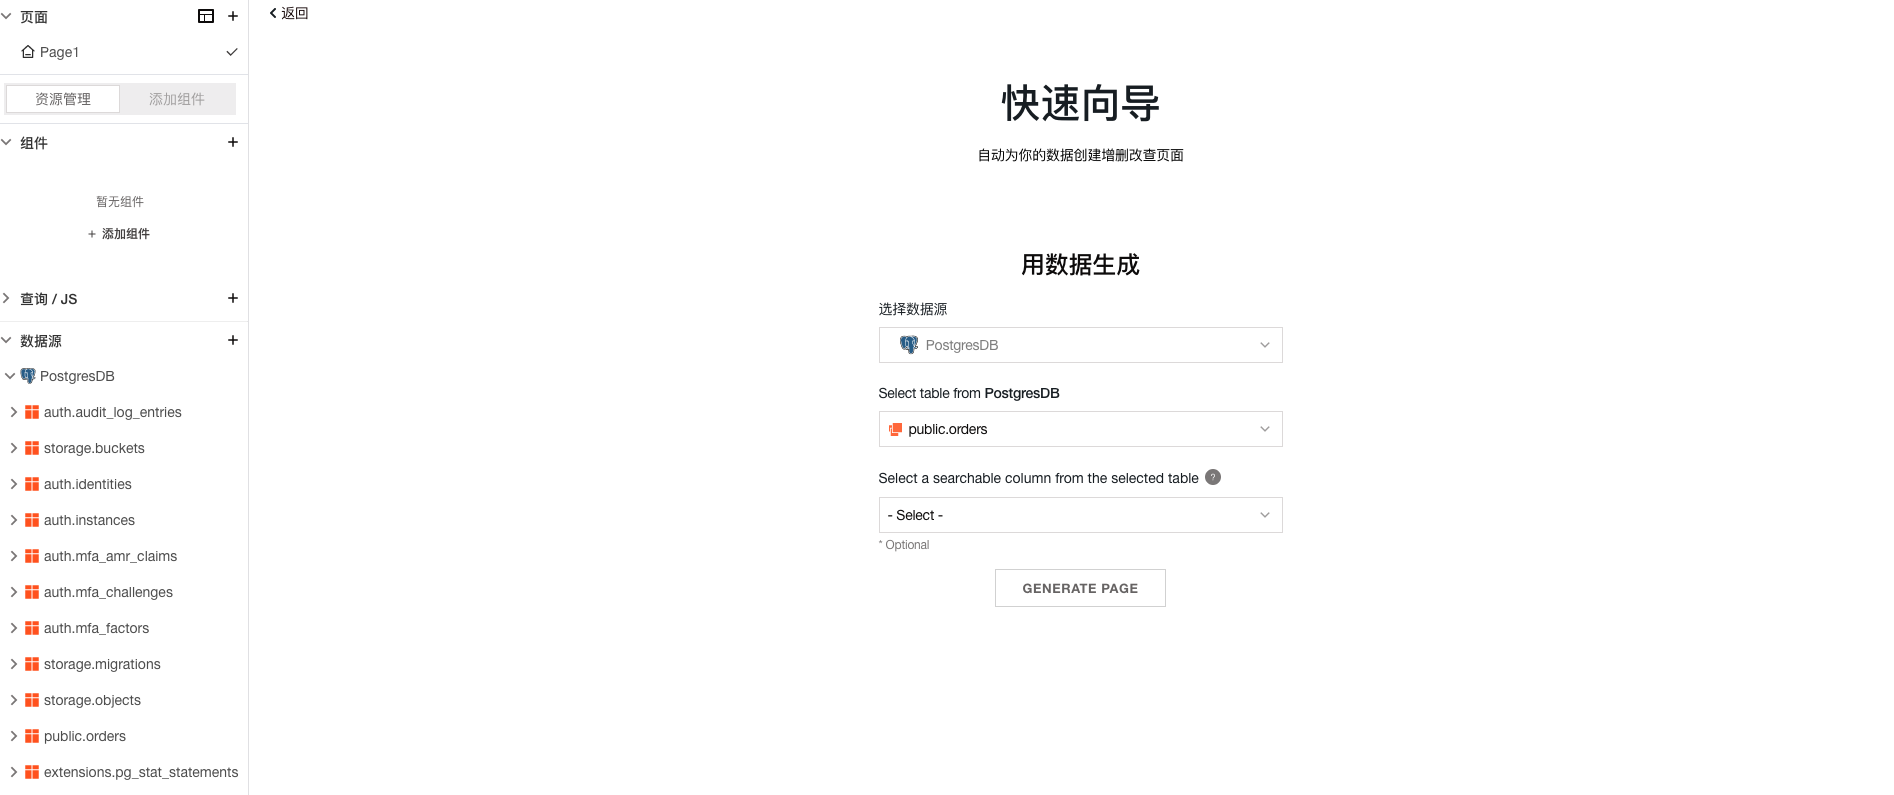 页面
Page1
资源管理
添加组件
组件
暂无组件
+ 添加组件
查询 / JS
数据源
PostgresDB
auth.audit_log_entries
storage.buckets
auth.identities
auth.instances
auth.mfa_amr_claims
auth.mfa_challenges
auth.mfa_factors
storage.migrations
storage.objects
public.orders
extensions.pg_stat_statements
返回
快速向导
自动为你的数据创建增删改查页面
用数据生成
选择数据源
PostgresDB
Select table from PostgresDB
public.orders
Select a searchable column from the selected table ?
- Select -
* Optional
GENERATE PAGE